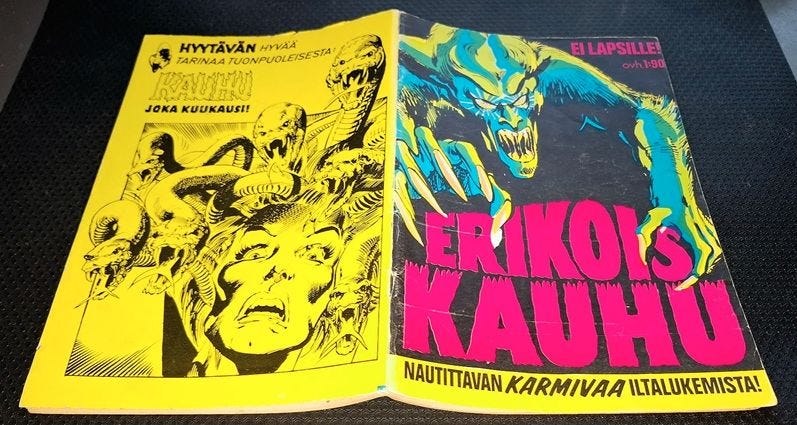 HYYTÄVÄN HYVÄÄ
TARINAA TUONPUOLEISESTA:
KAUHU
JOKA KUUKAUSI!
EI LAPSILLE!
ovh. 1:90
ERIKOIS
KAUHU
NAUTITTAVAN KARMIVAA ILTALUKEMISTA!